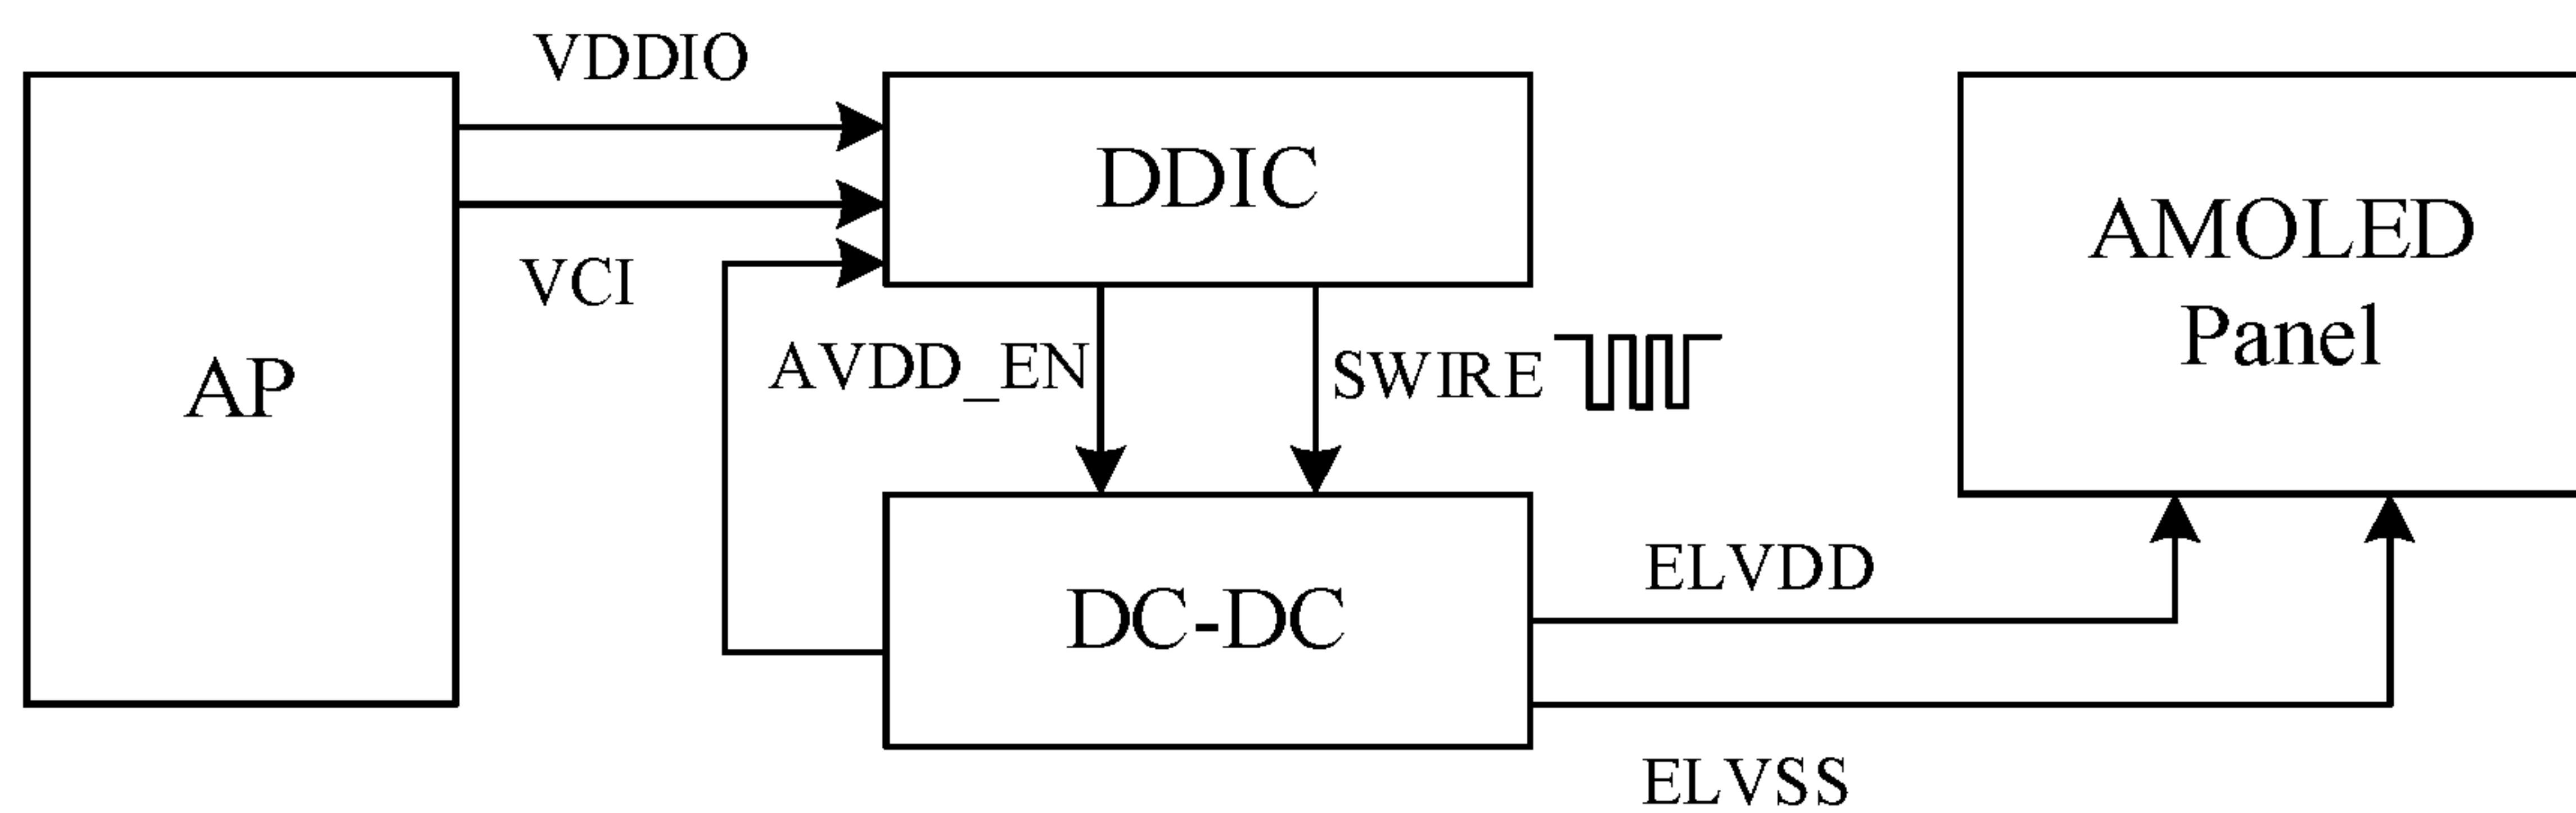 VDDIO
VCI
AP
DDIC
AVDD_EN
SWIRE
DC-DC
ELVDD
ELVSS
AMOLED
Panel